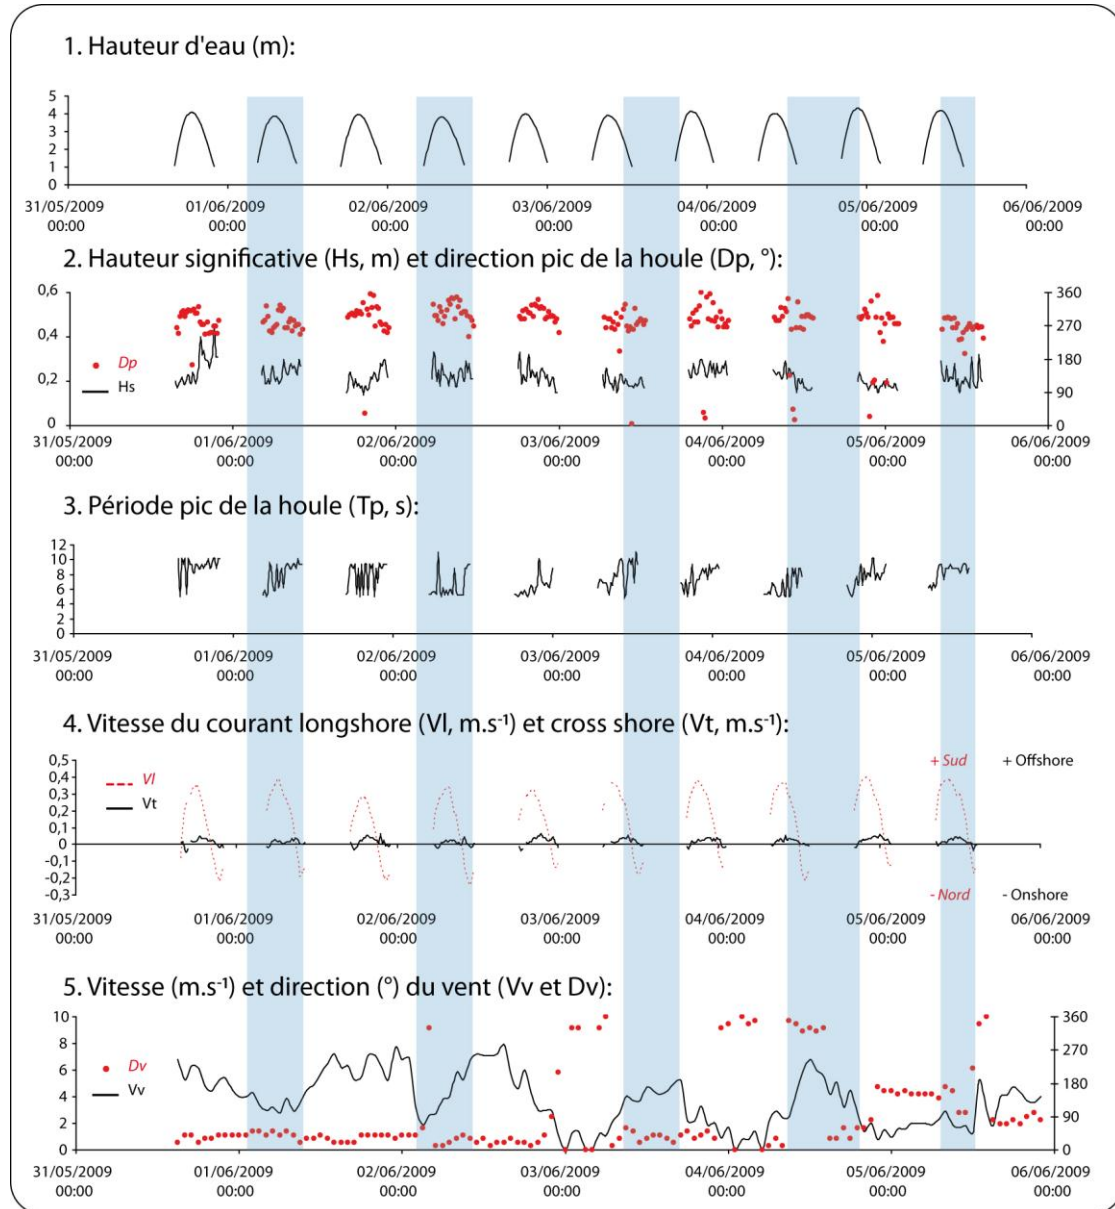 1. Hauteur d'eau (m):
5
4
3
2
1
0
31/05/2009 01/06/2009 02/06/2009 03/06/2009 04/06/2009 05/06/2009 06/06/2009
00:00 00:00 00:00 00:00 00:00 00:00 00:00
2. Hauteur significative (Hs, m) et direction pic de la houle (Dp, °):
0,6 360
0,4 270
Dp 180
0,2
Hs 90
0 0
31/05/2009 01/06/2009 02/06/2009 03/06/2009 04/06/2009 05/06/2009 06/06/2009
00:00 00:00 00:00 00:00 00:00 00:00 00:00
3. Période pic de la houle (Tp, s):
12
10
8
6
4
2
0
31/05/2009 01/06/2009 02/06/2009 03/06/2009 04/06/2009 05/06/2009 06/06/2009
00:00 00:00 00:00 00:00 00:00 00:00 00:00
4. Vitesse du courant longshore (Vl, m.s⁻¹) et cross shore (Vt, m.s⁻¹):
0,5 + Sud + Offshore
0,4 Vl
0,3
0,2 Vt
0,1
0
-0,1
-0,2
-0,3 - Nord - Onshore
31/05/2009 01/06/2009 02/06/2009 03/06/2009 04/06/2009 05/06/2009 06/06/2009
00:00 00:00 00:00 00:00 00:00 00:00 00:00
5. Vitesse (m.s⁻¹) et direction (°) du vent (Vv et Dv):
10 360
8 270
6 Dv
180
4 Vv
2 90
0 0
31/05/2009 01/06/2009 02/06/2009 03/06/2009 04/06/2009 05/06/2009 06/06/2009
00:00 00:00 00:00 00:00 00:00 00:00 00:00